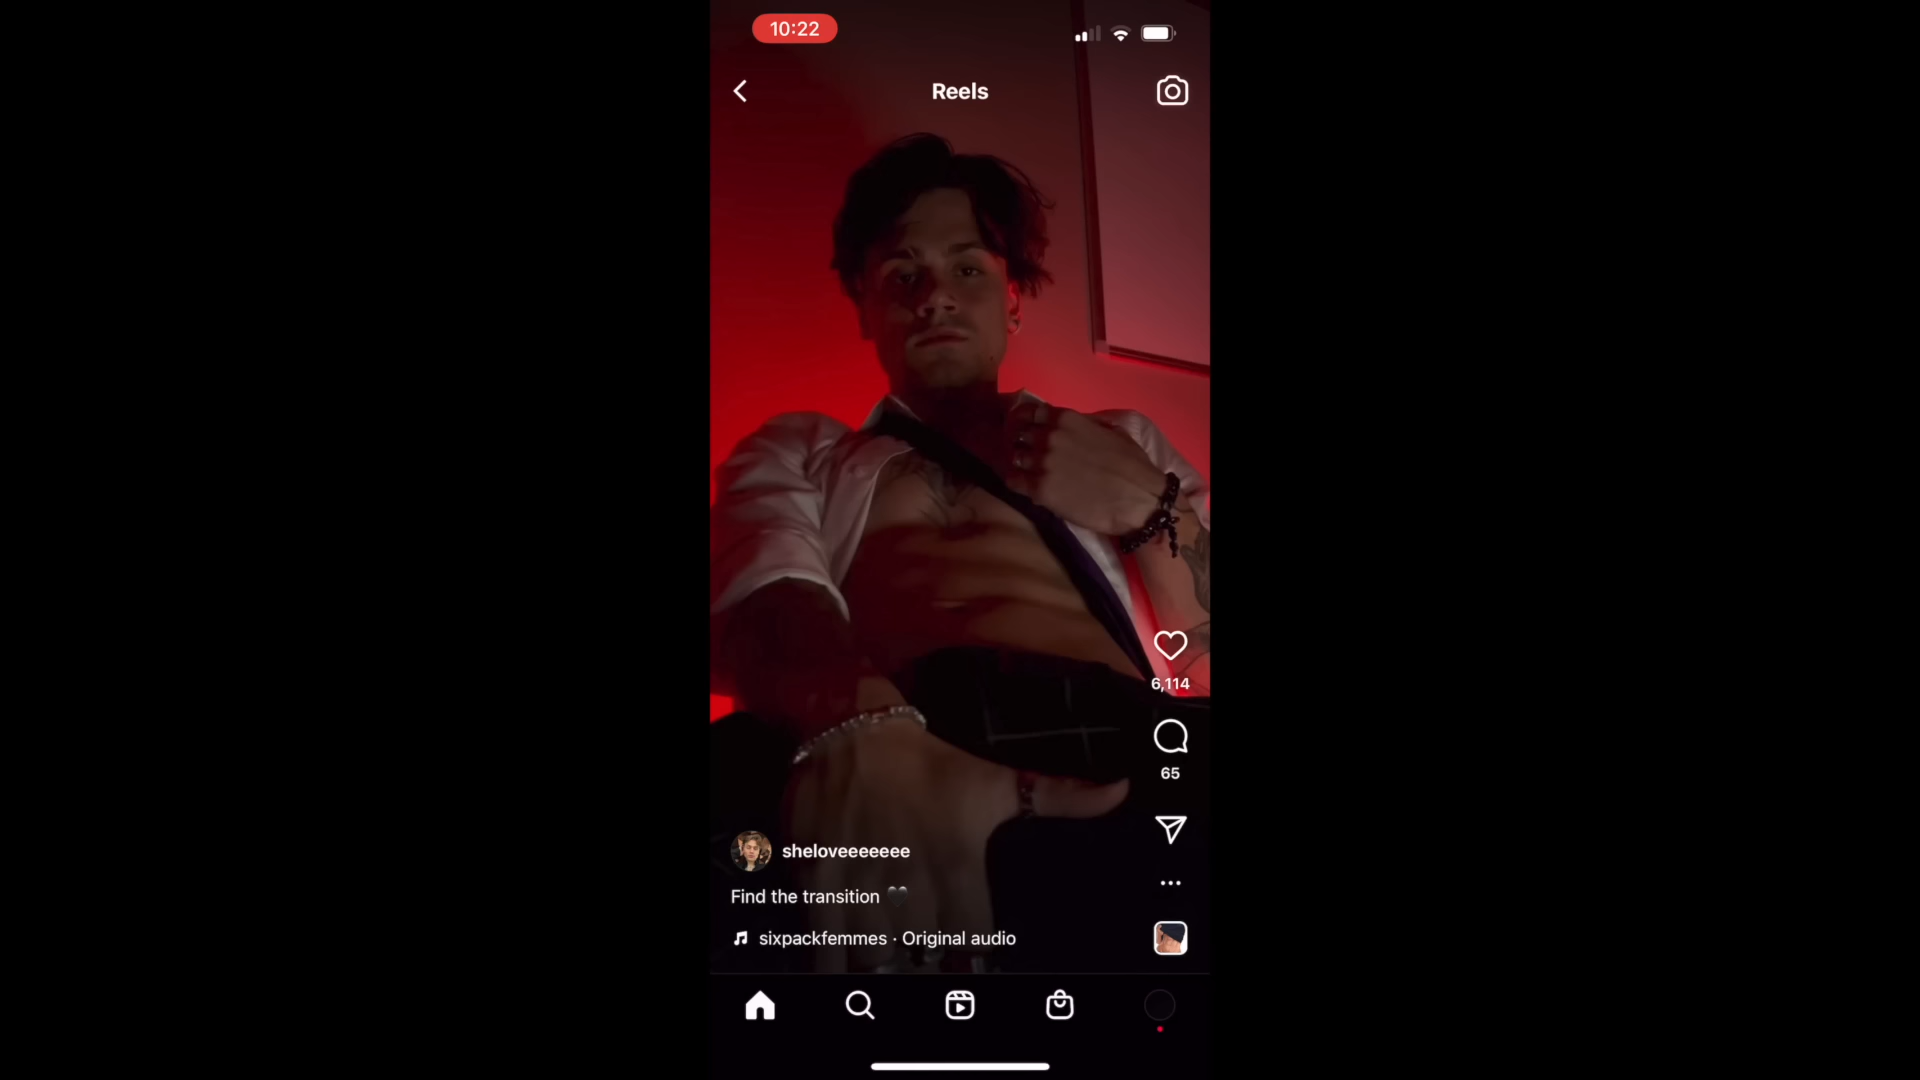 10:22
Reels
6,114
65
sheloveeeeeee
Find the transition 🖤
sixpackfemmes · Original audio